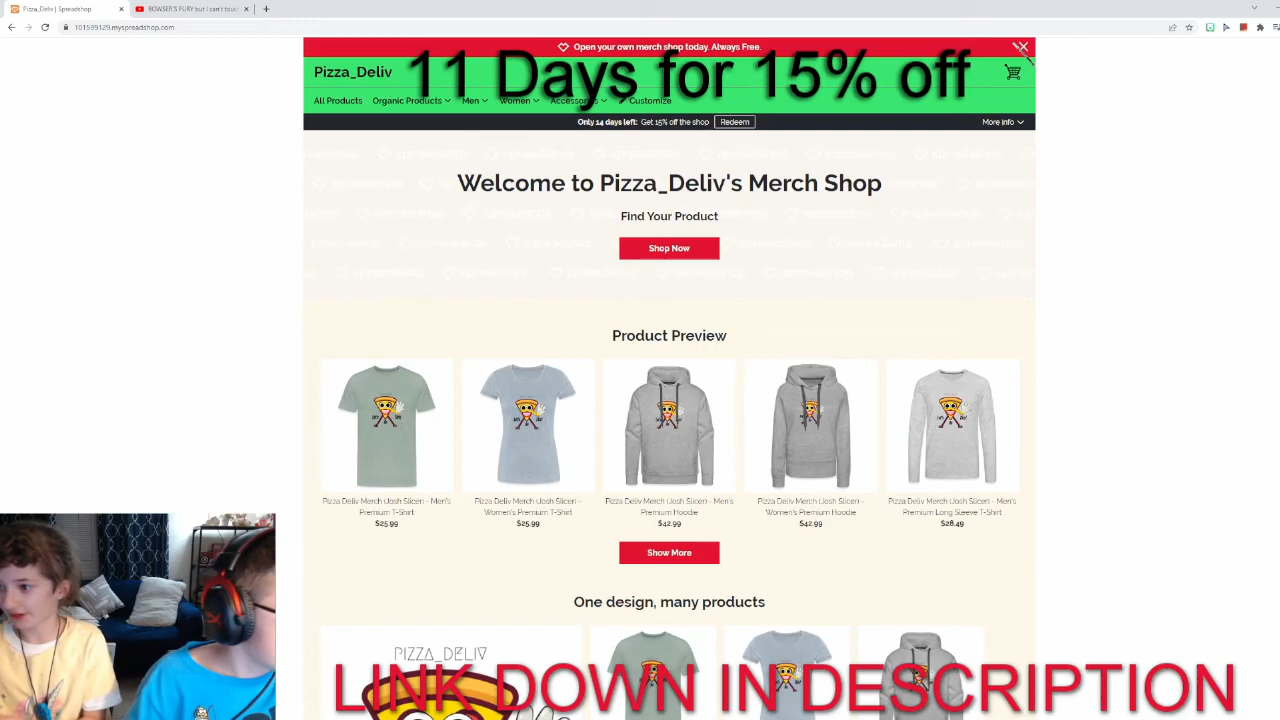 Pizza_Deliv | Spreadshop
BOWSER'S FURY but I can't touc
101599129.myspreadshop.com
Open your own merch shop today. Always Free.
Pizza_Deliv
11 Days for 15% off
All Products Organic Products Men Women Accessories Customize
Only 14 days left: Get 15% off the shop Redeem More info
Welcome to Pizza_Deliv's Merch Shop
Find Your Product
Shop Now
Product Preview
Pizza Deliv Merch (Josh Slicer) - Men's Premium T-Shirt
$25.99
Pizza Deliv Merch (Josh Slicer) - Women's Premium T-Shirt
$25.99
Pizza Deliv Merch (Josh Slicer) - Men's Premium Hoodie
$42.99
Pizza Deliv Merch (Josh Slicer) - Women's Premium Hoodie
$42.99
Pizza Deliv Merch (Josh Slicer) - Men's Premium Long Sleeve T-Shirt
$28.49
Show More
One design, many products
PIZZA_DELIV
LINK DOWN IN DESCRIPTION